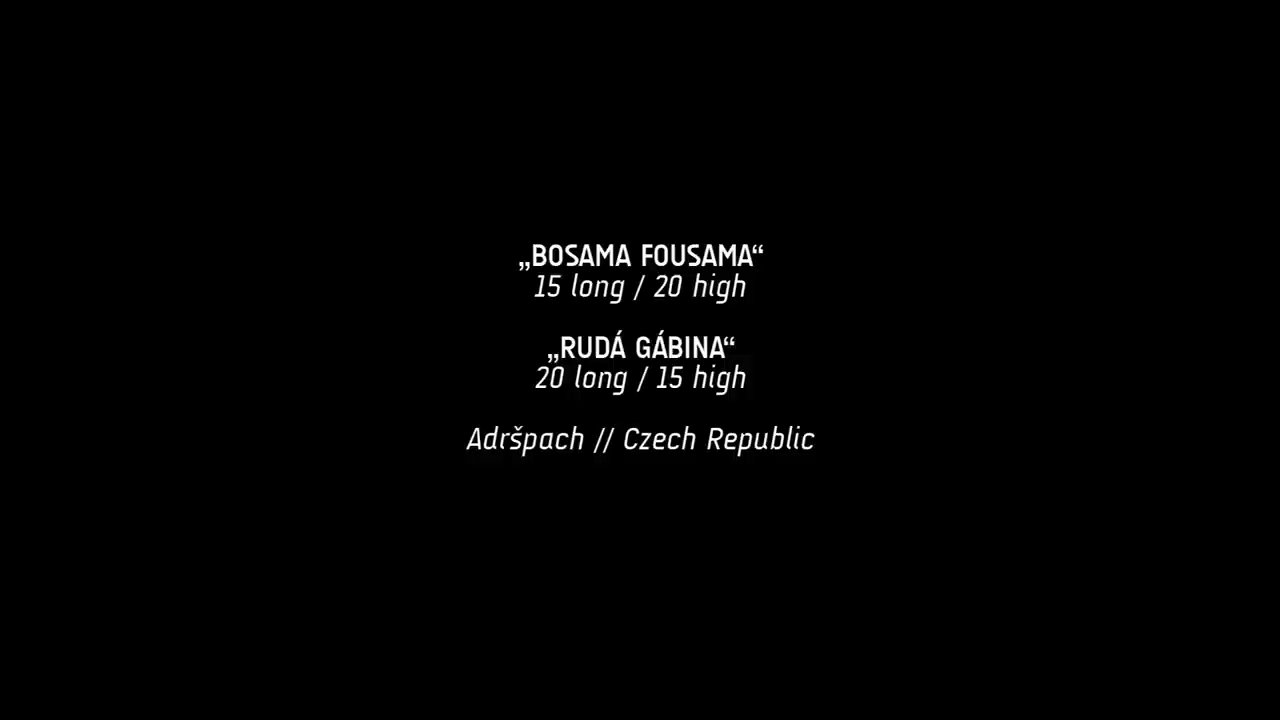 „BOSAMA FOUSAMA“
15 long / 20 high
„RUDÁ GÁBINA“
20 long / 15 high
Adršpach // Czech Republic